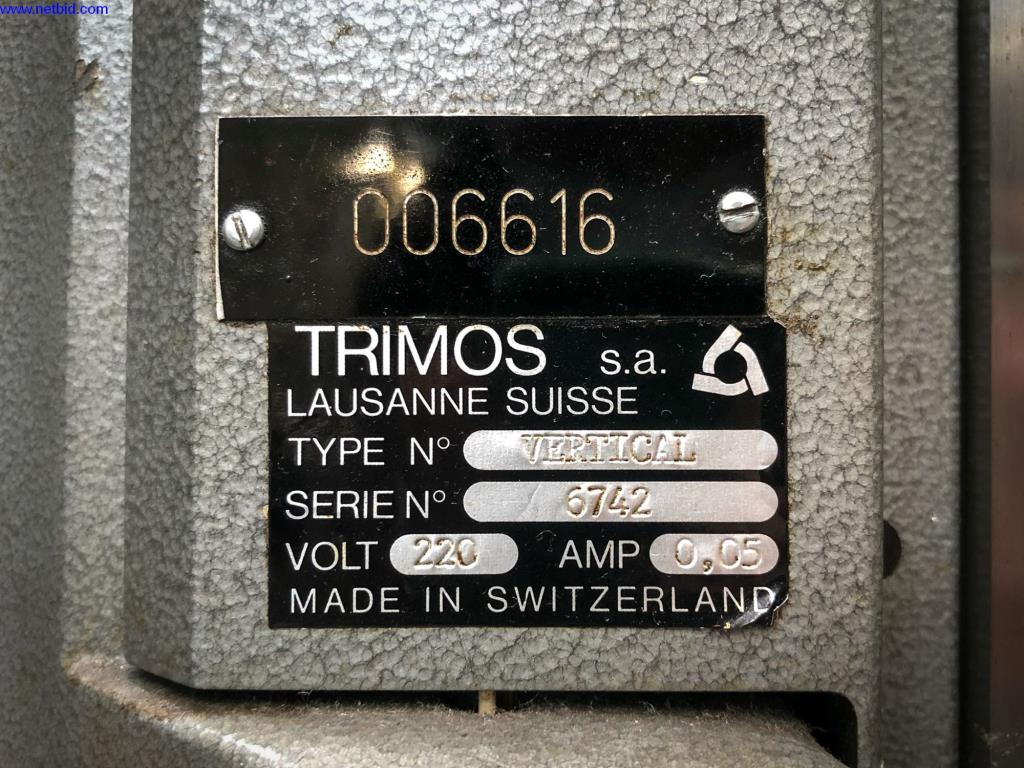 www.netbid.com
006616
TRIMOS s.a.
LAUSANNE SUISSE
TYPE N° VERTICAL
SERIE N° 6742
VOLT 220 AMP 0,05
MADE IN SWITZERLAND